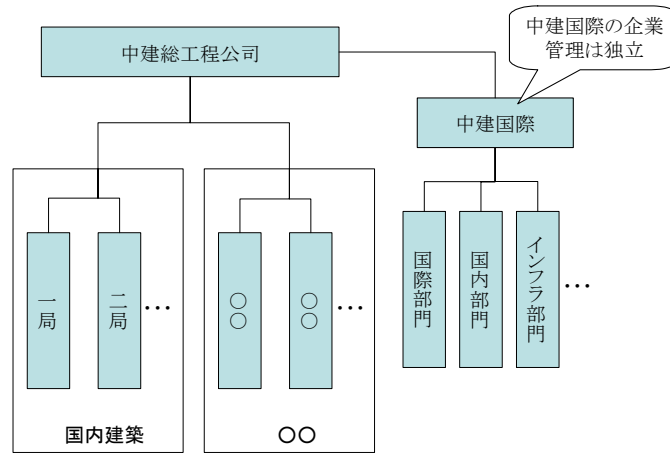 中建国際の企業
管理は独立
中建総工程公司
中建国際
一局
二局
…
〇〇
〇〇
…
国際部門
国内部門
インフラ部門
…
国内建築
〇〇